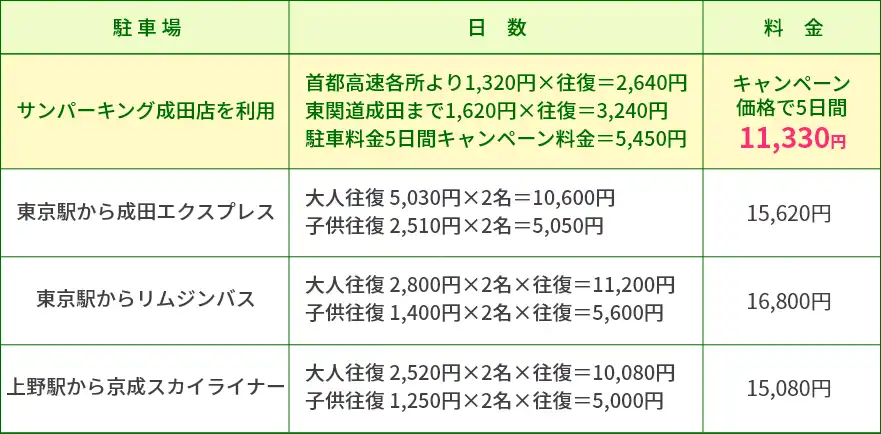 駐車場
日　数
料　金
サンパーキング成田店を利用
首都高速各所より1,320円×往復＝2,640円
東関道成田まで1,620円×往復＝3,240円
駐車料金5日間キャンペーン料金＝5,450円
キャンペーン
価格で5日間
11,330円
東京駅から成田エクスプレス
大人往復 5,030円×2名＝10,600円
子供往復 2,510円×2名＝5,050円
15,620円
東京駅からリムジンバス
大人往復 2,800円×2名×往復＝11,200円
子供往復 1,400円×2名×往復＝5,600円
16,800円
上野駅から京成スカイライナー
大人往復 2,520円×2名×往復＝10,080円
子供往復 1,250円×2名×往復＝5,000円
15,080円